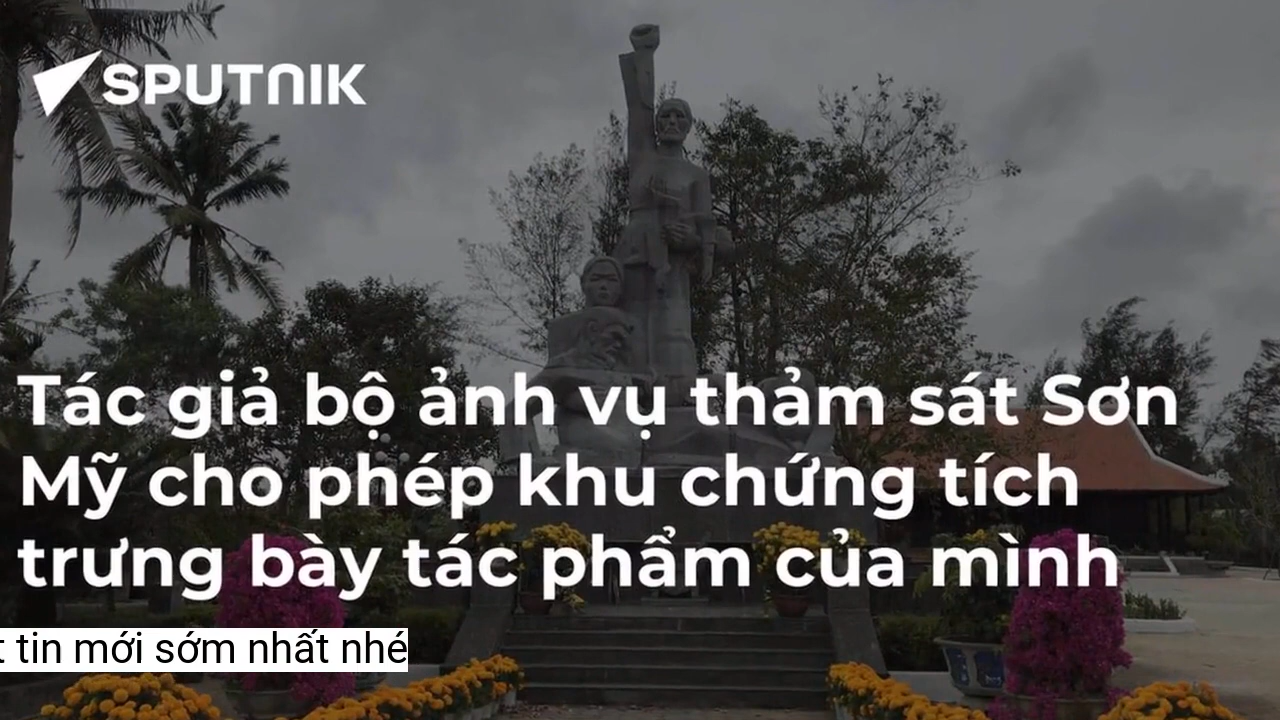 SPUTNIK
Tác giả bộ ảnh vụ thảm sát Sơn
Mỹ cho phép khu chứng tích
trưng bày tác phẩm của mình
tin mới sớm nhất nhé